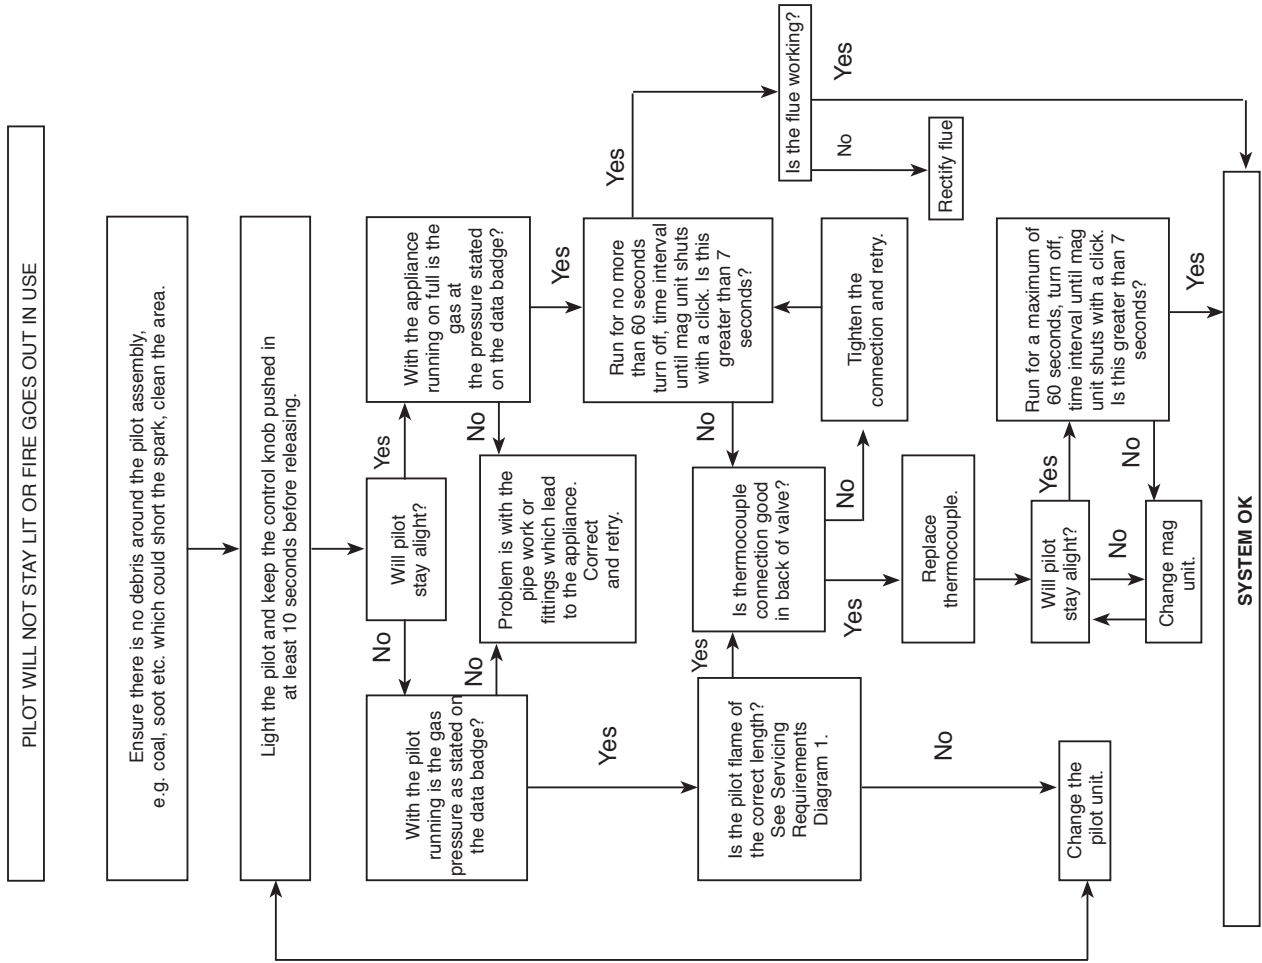 PILOT WILL NOT STAY LIT OR FIRE GOES OUT IN USE
Ensure there is no debris around the pilot assembly,
e.g. coal, soot etc. which could short the spark, clean the area.
Light the pilot and keep the control knob pushed in
at least 10 seconds before releasing.
Will pilot
stay alight?
No
Yes
With the pilot
running is the gas
pressure as stated on
the data badge?
No
Yes
With the appliance
running on full is the
gas at
the pressure stated
on the data badge?
No
Yes
Problem is with the
pipe work or
fittings which lead
to the appliance.
Correct
and retry.
Run for no more
than 60 seconds
turn off, time interval
until mag unit shuts
with a click. Is this
greater than 7
seconds?
No
Yes
Is the pilot flame of
the correct length?
See Servicing
Requirements
Diagram 1.
Yes
No
Is thermocouple
connection good
in back of valve?
No
Yes
Tighten the
connection and retry.
Is the flue working?
No
Yes
Rectify flue
Replace
thermocouple.
Will pilot
stay alight?
Yes
No
Run for a maximum of
60 seconds, turn off,
time interval until mag
unit shuts with a click.
Is this greater than 7
seconds?
No
Yes
Change mag
unit.
Change the
pilot unit.
SYSTEM OK